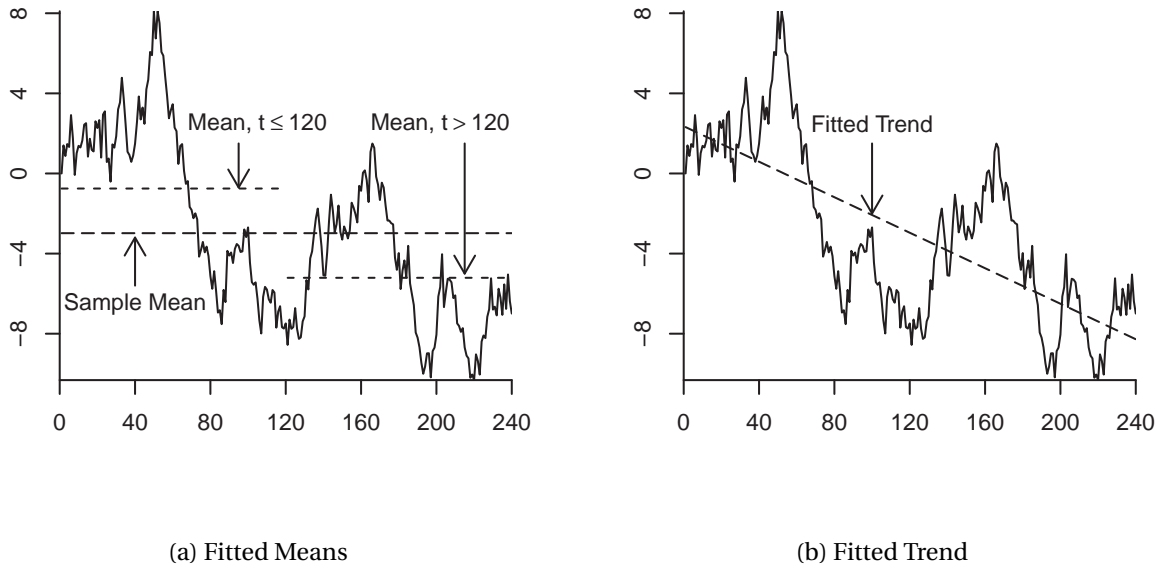 8
4
0
−4
−8
Mean, t ≤ 120
Mean, t > 120
Sample Mean
0 40 80 120 160 200 240
(a) Fitted Means
8
4
0
−4
−8
Fitted Trend
0 40 80 120 160 200 240
(b) Fitted Trend